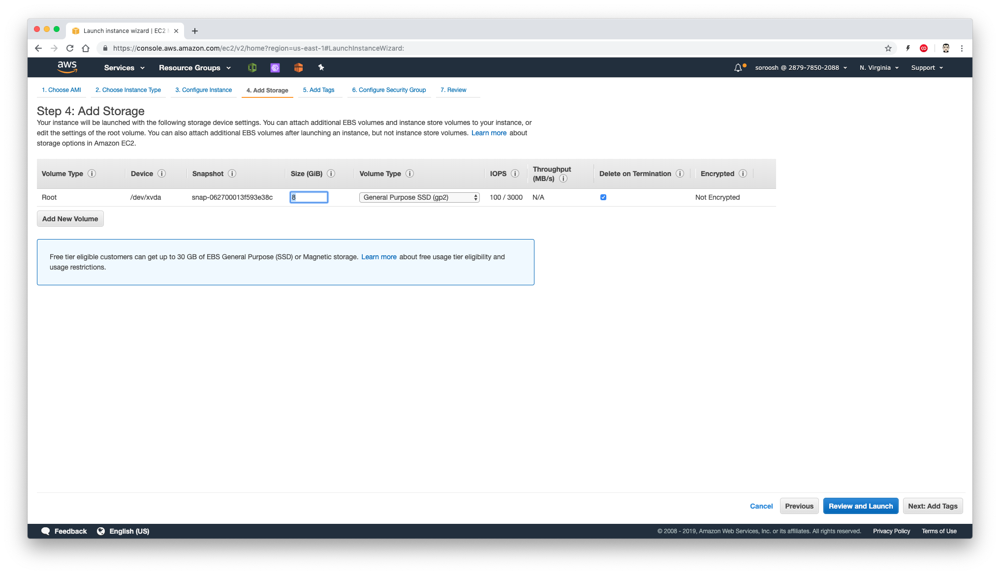 Launch instance wizard | EC2
https://console.aws.amazon.com/ec2/v2/home?region=us-east-1#LaunchInstanceWizard:
aws Services Resource Groups soroosh @ 2879-7850-2088 N. Virginia Support
1. Choose AMI 2. Choose Instance Type 3. Configure Instance 4. Add Storage 5. Add Tags 6. Configure Security Group 7. Review
Step 4: Add Storage
Your instance will be launched with the following storage device settings. You can attach additional EBS volumes and instance store volumes to your instance, or
edit the settings of the root volume. You can also attach additional EBS volumes after launching an instance, but not instance store volumes. Learn more about
storage options in Amazon EC2.
Volume Type Device Snapshot Size (GiB) Volume Type IOPS Throughput (MB/s) Delete on Termination Encrypted
Root /dev/xvda snap-062700013f593e38c 8 General Purpose SSD (gp2) 100 / 3000 N/A Not Encrypted
Add New Volume
Free tier eligible customers can get up to 30 GB of EBS General Purpose (SSD) or Magnetic storage. Learn more about free usage tier eligibility and
usage restrictions.
Cancel Previous Review and Launch Next: Add Tags
Feedback English (US) © 2008 - 2019, Amazon Web Services, Inc. or its affiliates. All rights reserved. Privacy Policy Terms of Use